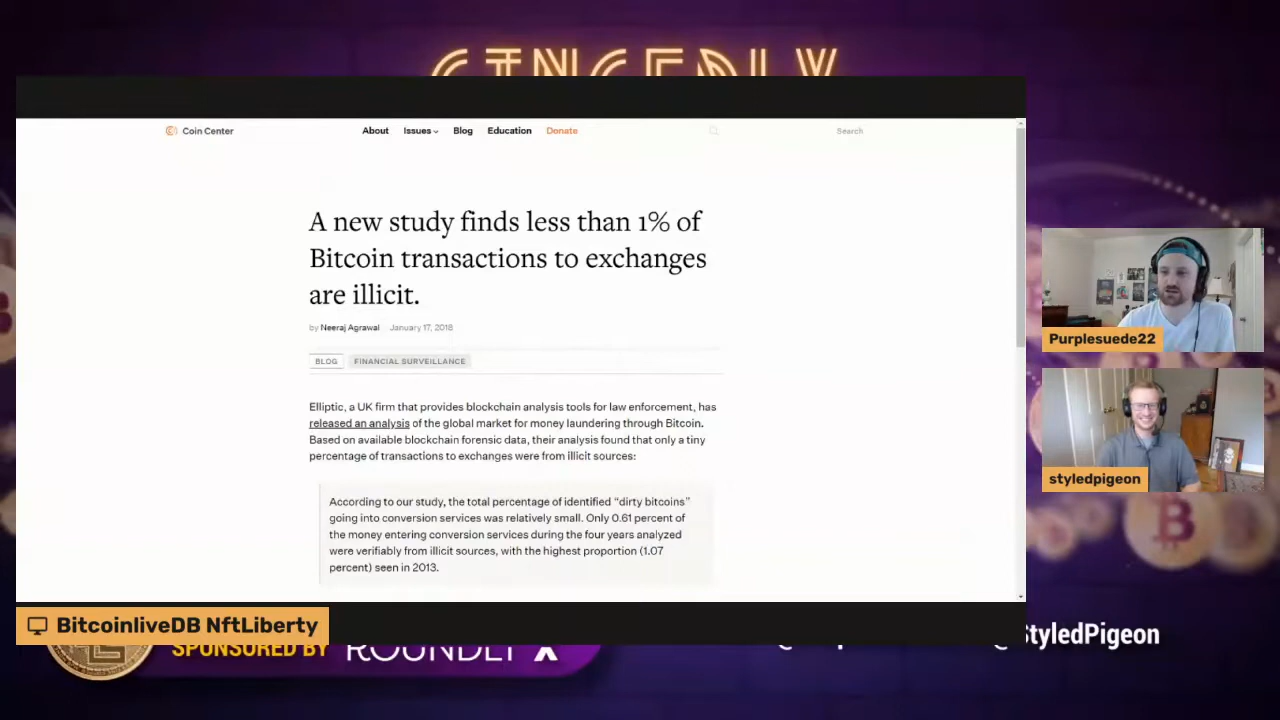 Coin Center
About Issues Blog Education Donate
Search
A new study finds less than 1% of
Bitcoin transactions to exchanges
are illicit.
by Neeraj Agrawal January 17, 2018
BLOG FINANCIAL SURVEILLANCE
Elliptic, a UK firm that provides blockchain analysis tools for law enforcement, has
released an analysis of the global market for money laundering through Bitcoin.
Based on available blockchain forensic data, their analysis found that only a tiny
percentage of transactions to exchanges were from illicit sources:
According to our study, the total percentage of identified “dirty bitcoins”
going into conversion services was relatively small. Only 0.61 percent of
the money entering conversion services during the four years analyzed
were verifiably from illicit sources, with the highest proportion (1.07
percent) seen in 2013.
Purplesuede22
styledpigeon
BitcoinliveDB NftLiberty
SPONSORED BY ROUNDLY X
StyledPigeon